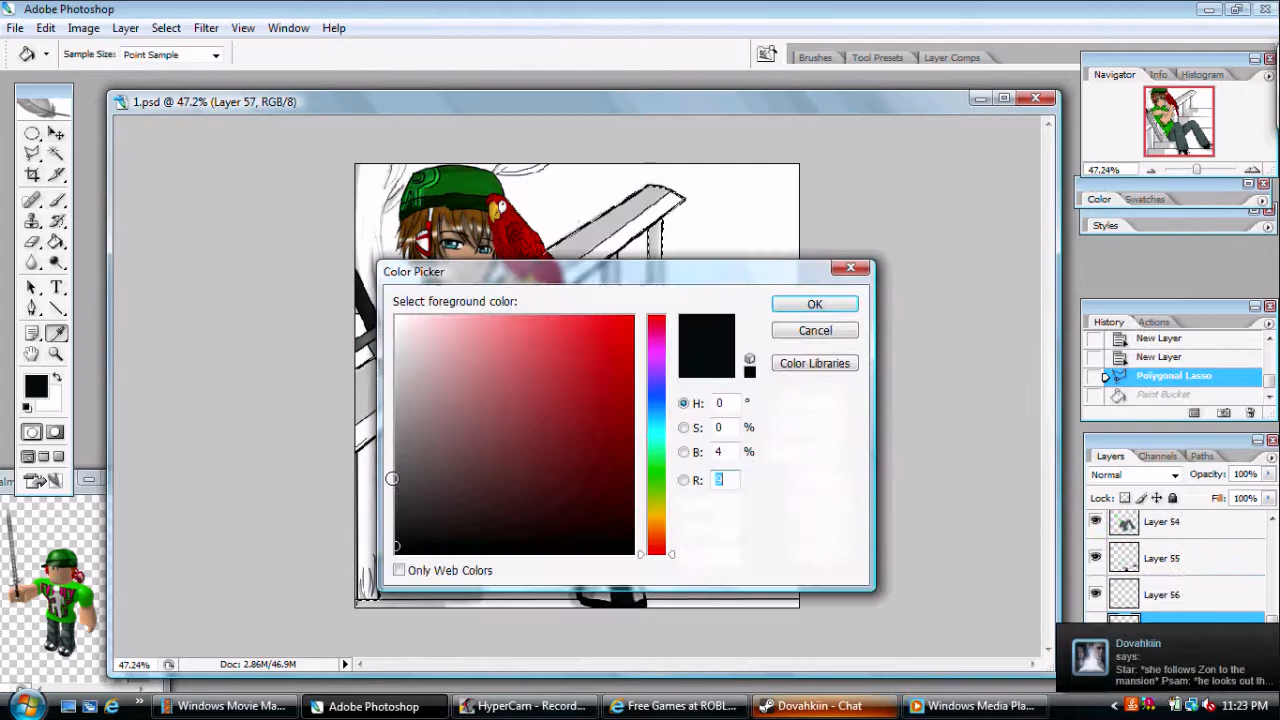 Adobe Photoshop
File Edit Image Layer Select Filter View Window Help
Sample Size: Point Sample
Brushes Tool Presets Layer Comps
1.psd @ 47.2% (Layer 57, RGB/8)
Navigator Info Histogram
47.24%
Color Swatches
Styles
Color Picker
Select foreground color:
OK
Cancel
Color Libraries
H: 0 °
S: 0 %
B: 4 %
R: 9
Only Web Colors
History Actions
New Layer
New Layer
Polygonal Lasso
Paint Bucket
Layers Channels Paths
Normal Opacity: 100%
Lock: Fill: 100%
Layer 54
Layer 55
Layer 56
47.24% Doc: 2.86M/46.9M
Dovahkiin
says:
Star: *she follows Zon to the
mansion* Psam: *he looks out th...
Windows Movie Ma... Adobe Photoshop HyperCam - Record... Free Games at ROBL... Dovahkiin - Chat Windows Media Pla... 11:23 PM